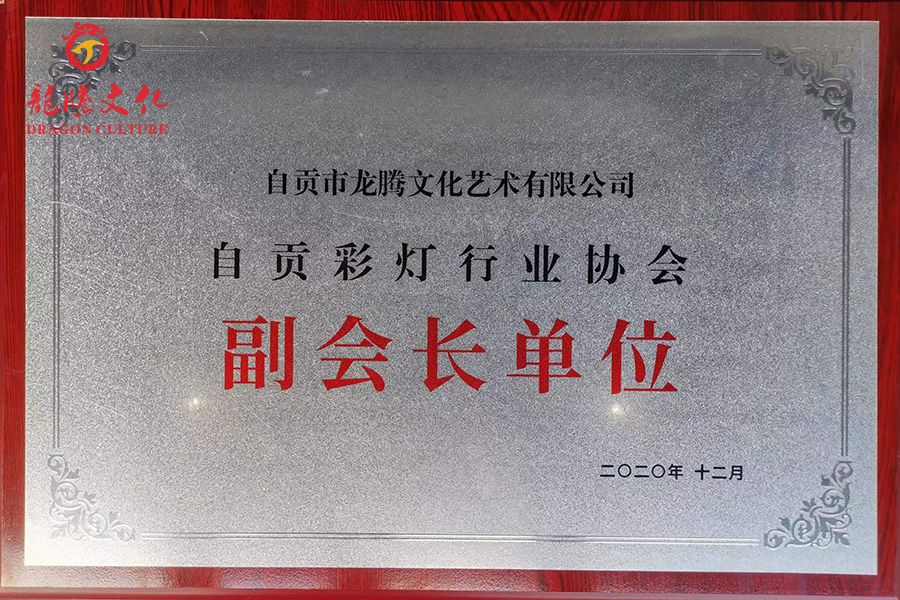 龍騰文化
DRAGON CULTURE
自贡市龙腾文化艺术有限公司
自贡彩灯行业协会
副会长单位
二〇二〇年 十二月